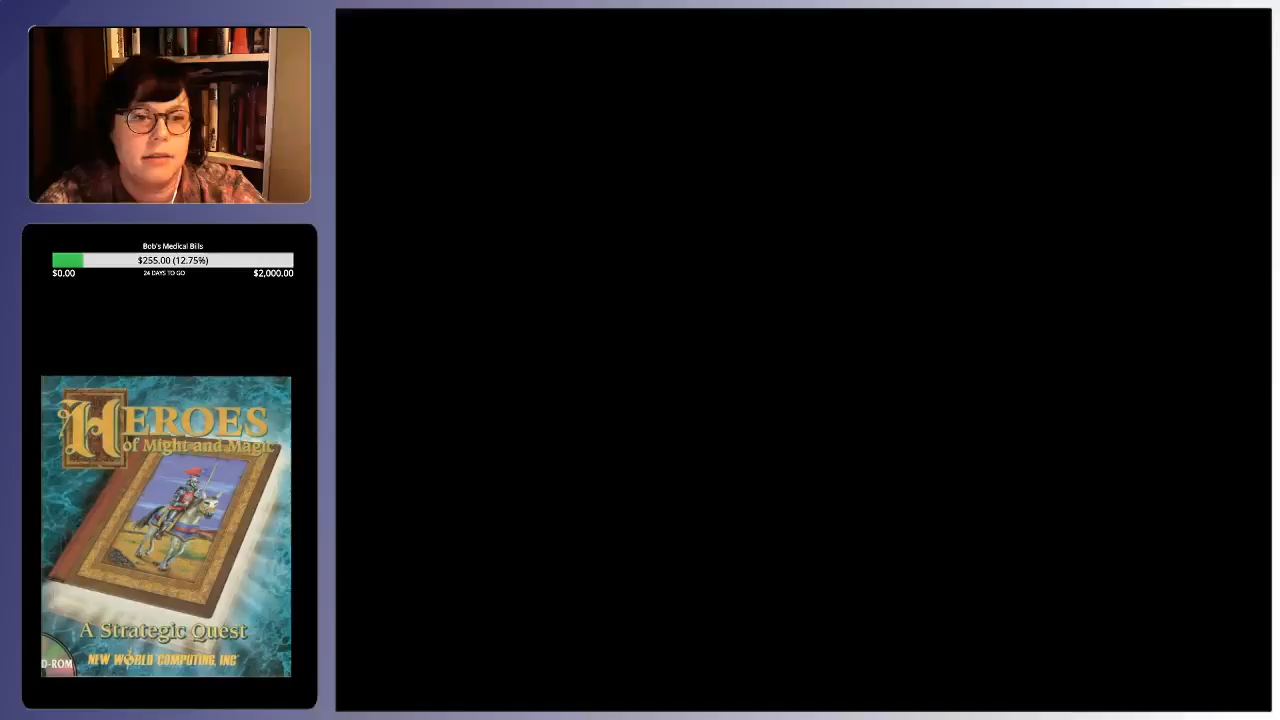 Bob's Medical Bills
$255.00 (12.75%)
$0.00 24 DAYS TO GO $2,000.00
HEROES
of Might and Magic
A Strategic Quest
D-ROM
NEW WORLD COMPUTING, INC